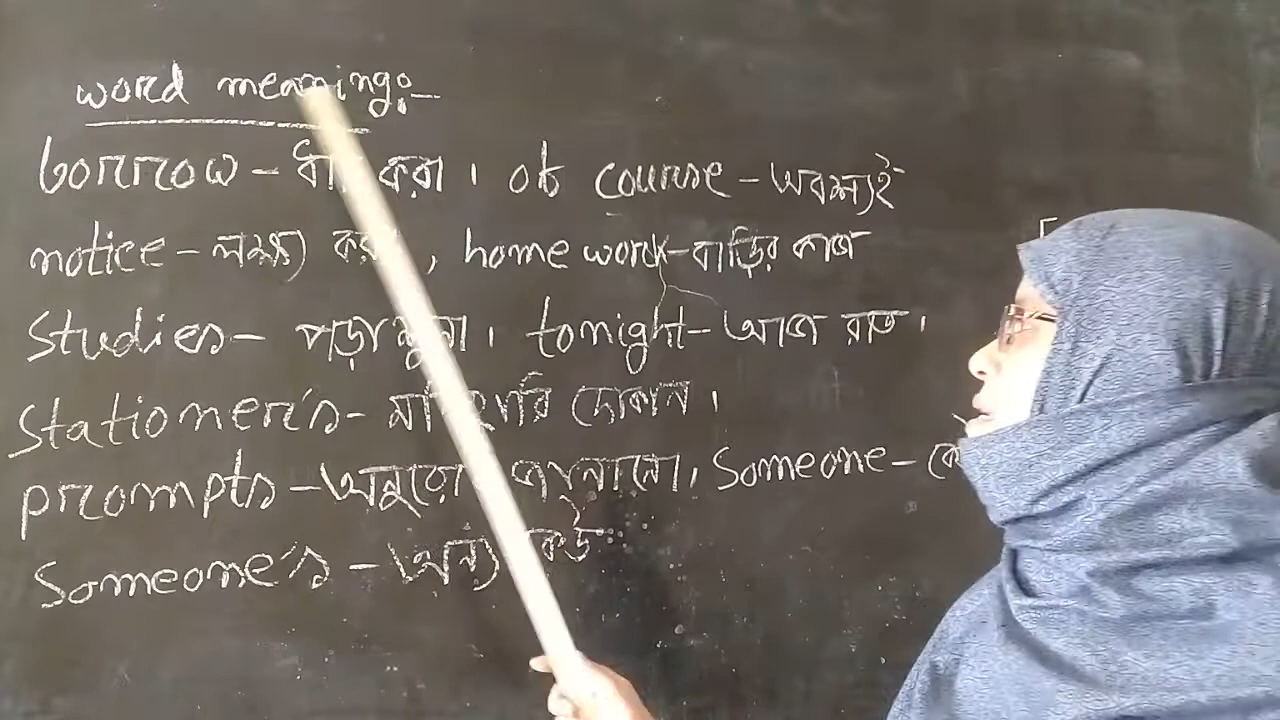 word meaning:-
borrow - ধার করা । of course - অবশ্যই
notice - লক্ষ্য করা , home work - বাড়ির কাজ
Studies - পড়াশুনা । tonight - আজ রাত ।
Stationer's - দোকান ।
prompts - , Someone -
Someone's - অন্য কেউ